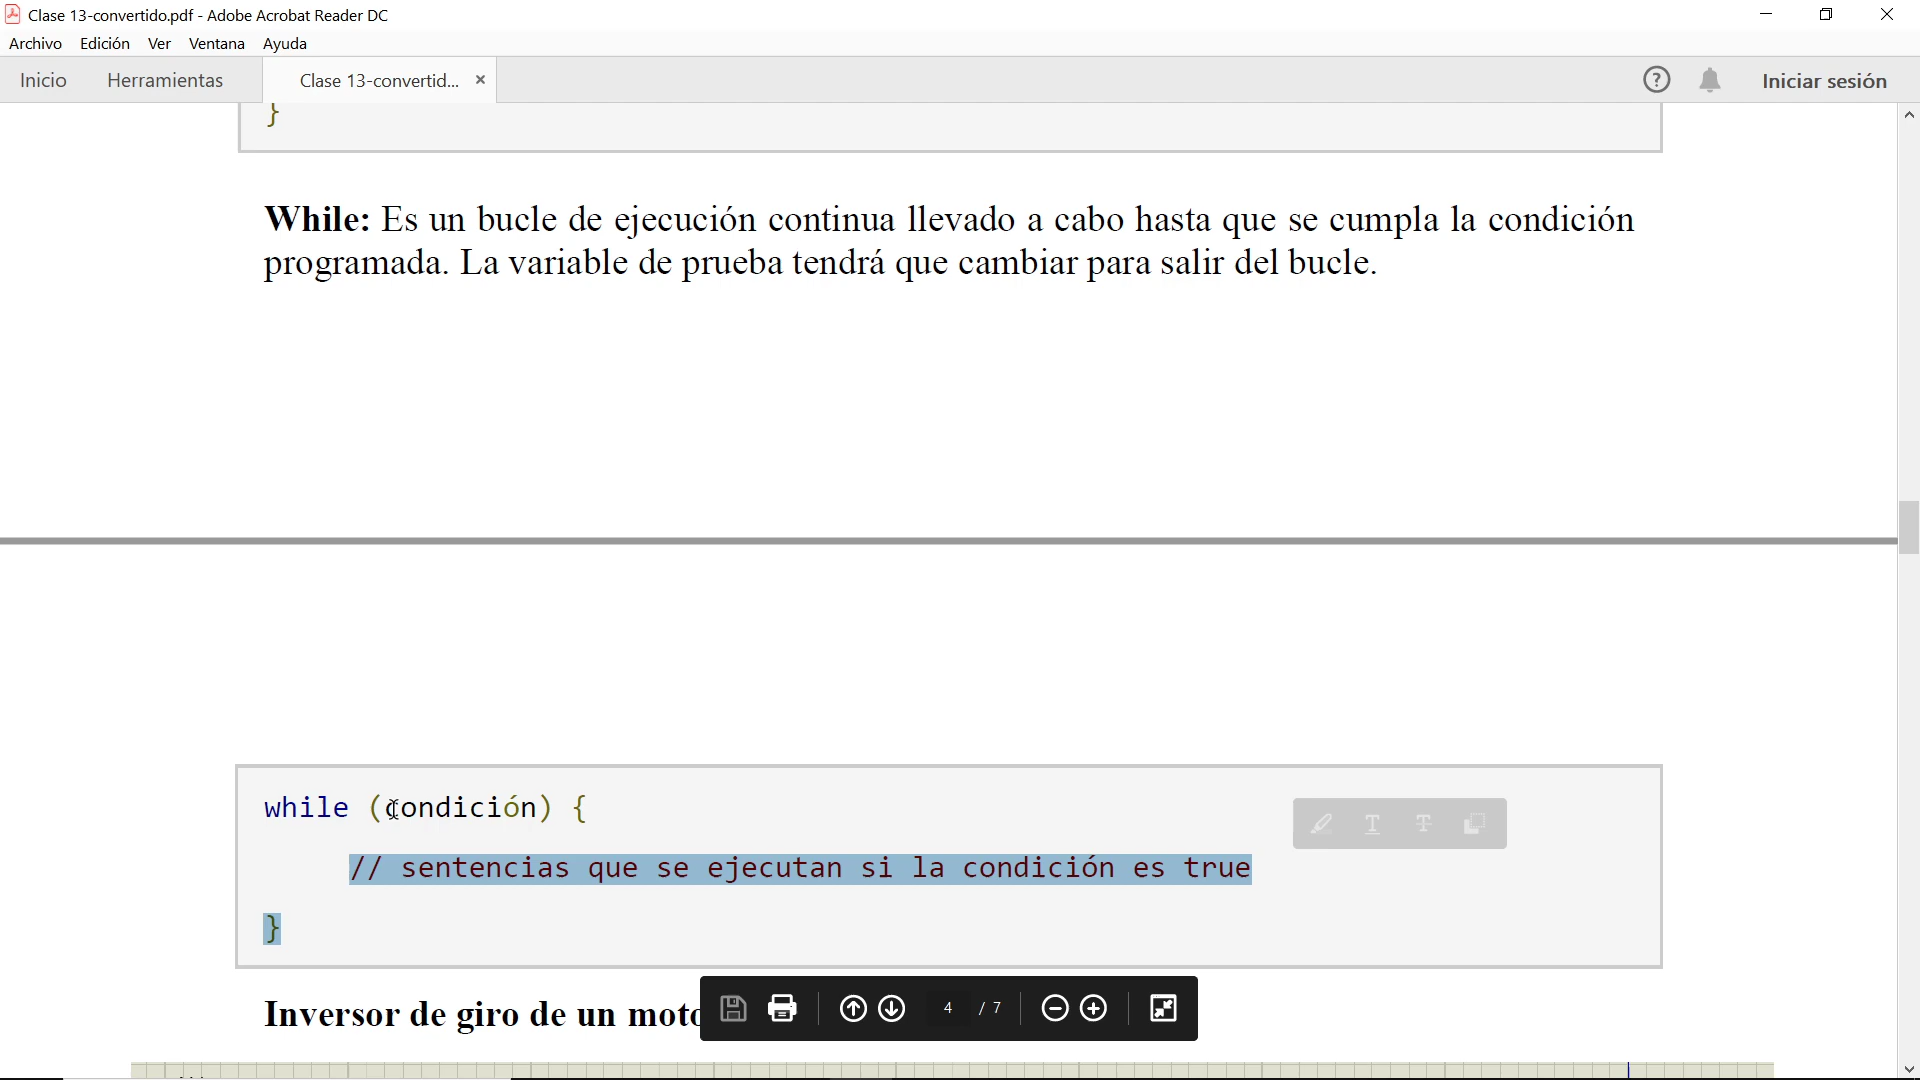 Clase 13-convertido.pdf - Adobe Acrobat Reader DC
Archivo Edición Ver Ventana Ayuda
Inicio Herramientas Clase 13-convertid... × ? Iniciar sesión
}
While: Es un bucle de ejecución continua llevado a cabo hasta que se cumpla la condición
programada. La variable de prueba tendrá que cambiar para salir del bucle.
while (condición) {
// sentencias que se ejecutan si la condición es true
}
Inversor de giro de un moto
4 / 7